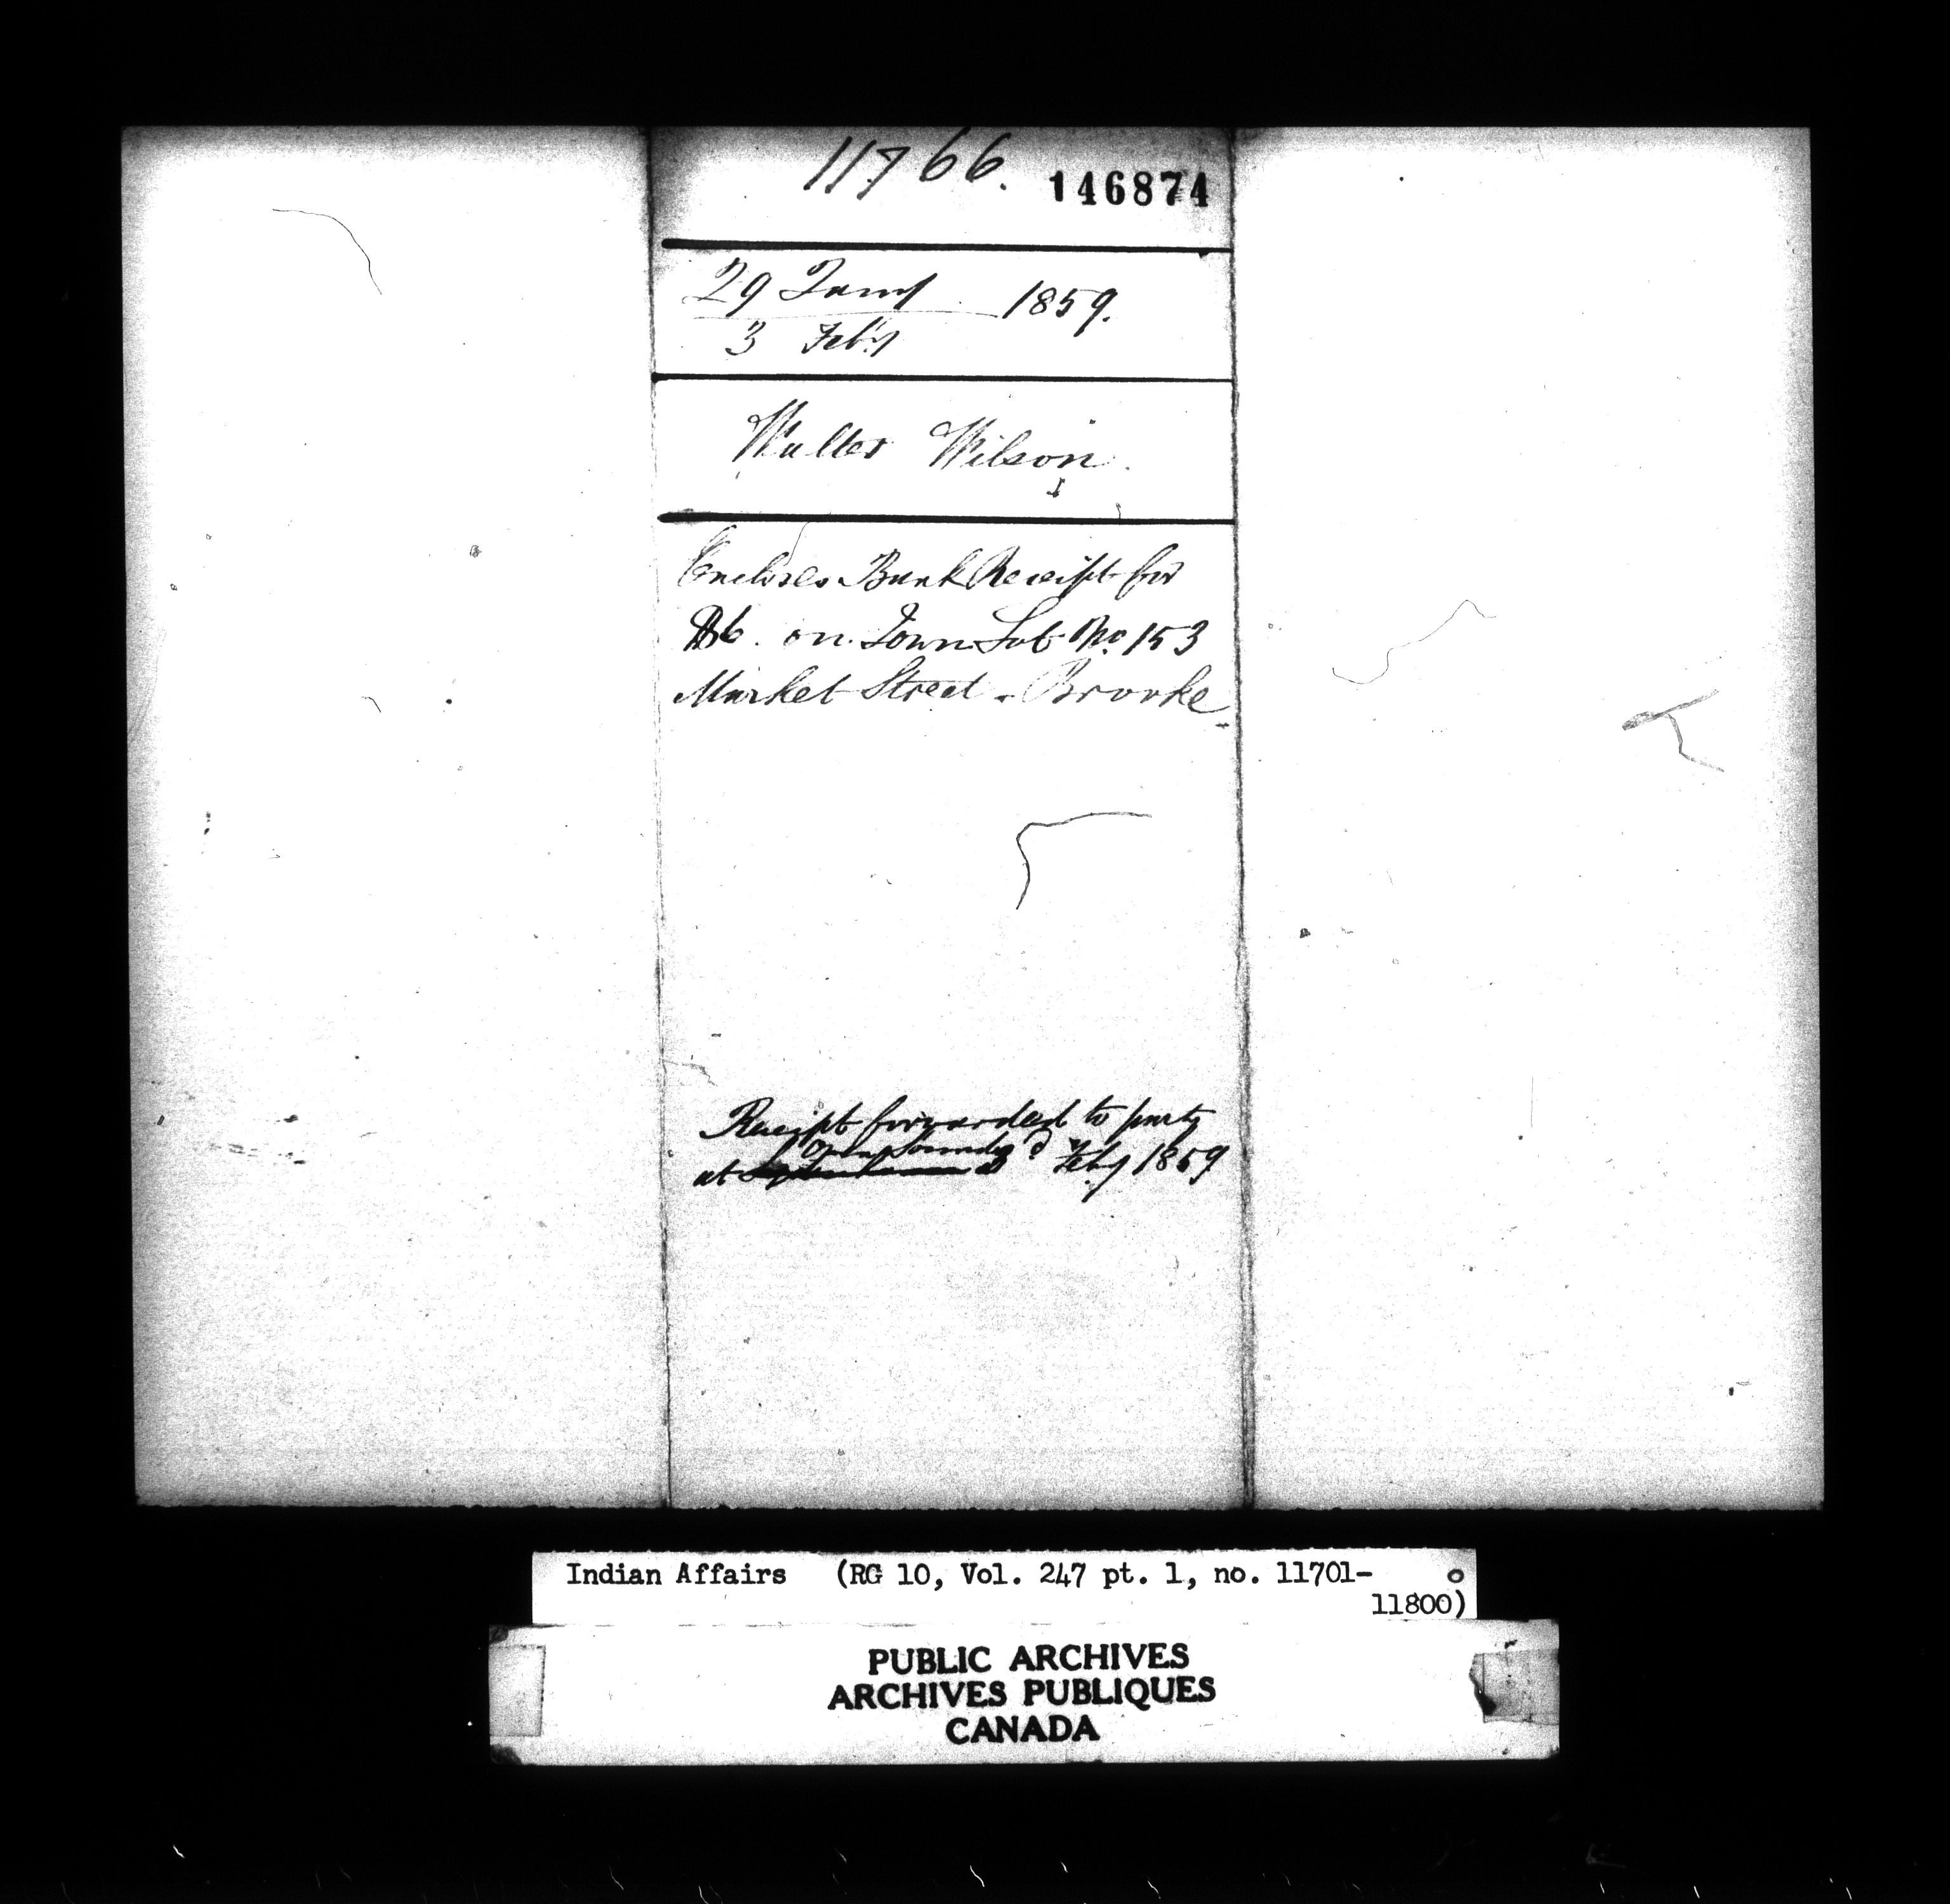 11766.
146874
29 Jany 1859.
3 Feby
Walter Wilson.
Encloses Bank Receipt for
$6. on Town Lot No. 153
Market Street - Brooke
Receipt forwarded to party
Owen Sound
at 3d Feby 1859
Indian Affairs (RG 10, Vol. 247 pt. 1, no. 11701-
11800)
PUBLIC ARCHIVES
ARCHIVES PUBLIQUES
CANADA